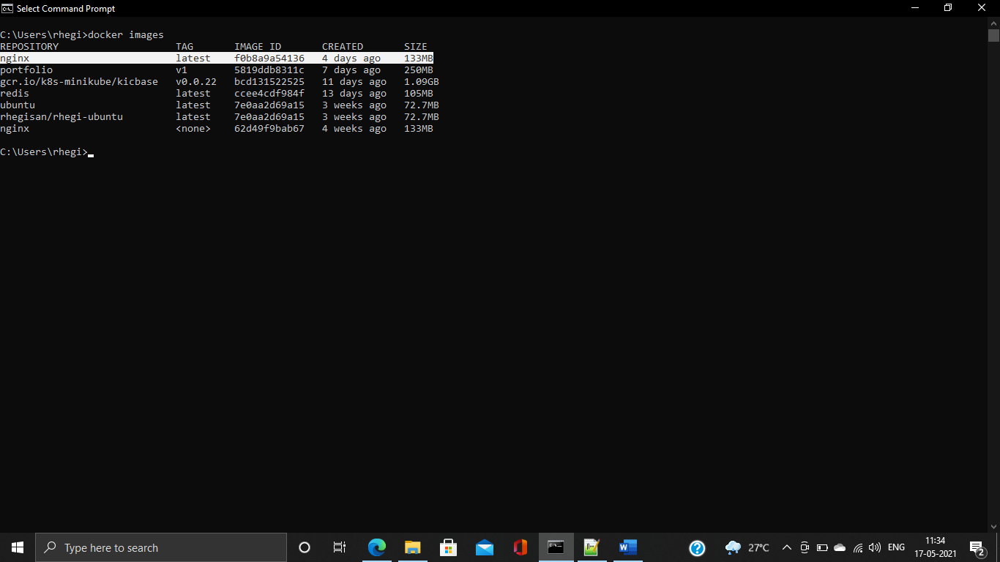 Select Command Prompt
C:\Users\rhegi>docker images
REPOSITORY TAG IMAGE ID CREATED SIZE
nginx latest f0b8a9a54136 4 days ago 133MB
portfolio v1 5819ddb8311c 7 days ago 250MB
gcr.io/k8s-minikube/kicbase v0.0.22 bcd131522525 11 days ago 1.09GB
redis latest ccee4cdf984f 13 days ago 105MB
ubuntu latest 7e0aa2d69a15 3 weeks ago 72.7MB
rhegisan/rhegi-ubuntu latest 7e0aa2d69a15 3 weeks ago 72.7MB
nginx <none> 62d49f9bab67 4 weeks ago 133MB
C:\Users\rhegi>
Type here to search
27°C
ENG
11:34
17-05-2021
2